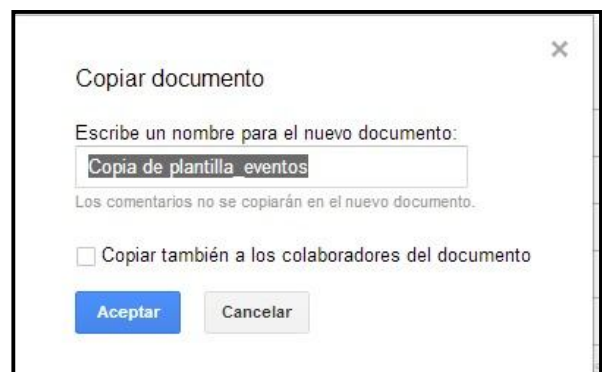 Copiar documento
Escribe un nombre para el nuevo documento:
Copia de plantilla_eventos
Los comentarios no se copiarán en el nuevo documento.
Copiar también a los colaboradores del documento
Aceptar Cancelar